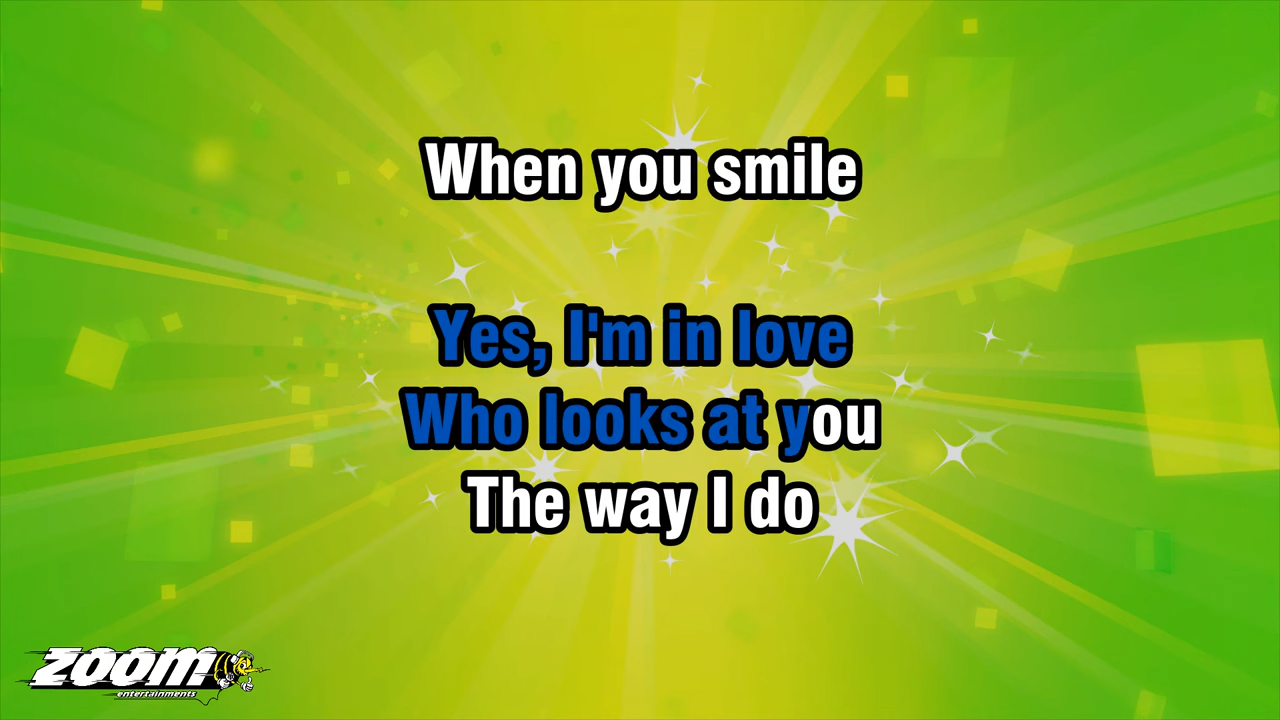 When you smile
Yes, I'm in love
Who looks at you
The way I do
zoom
entertainments